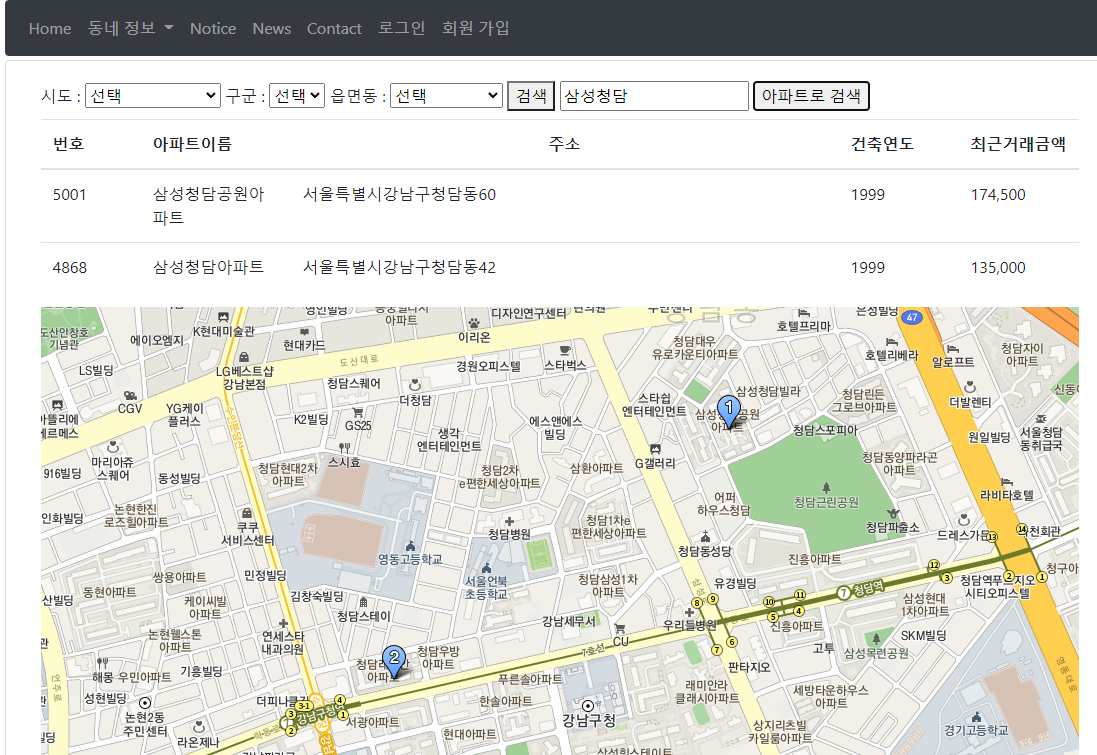 Home 동네 정보 Notice News Contact 로그인 회원 가입
시도 : 선택 구군 : 선택 읍면동 : 선택 검색 삼성청담 아파트로 검색
번호 아파트이름 주소 건축연도 최근거래금액
5001 삼성청담공원아 서울특별시강남구청담동60 1999 174,500
파트
4868 삼성청담아파트 서울특별시강남구청담동42 1999 135,000
아파트
디자인연구센터
47
은성빌딩
도산안창호
기념관
K현대미술관
에이오엠지
현대카드
이리온
호텔프리마
청담대우
유로카운티아파트
호텔리베라
알로프트
청담자이
아파트
LS빌딩
LG베스트샵
강남본점
도산대로
경원오피스텔
스타벅스
청담스퀘어
더청담
CGV
YG케이
플러스
K2빌딩
GS25
생각
엔터테인먼트
에스앤에스
빌딩
스타쉽
엔터테인먼트
삼성청담빌라
1
아파트
청담린든
그로브아파트
더발렌티
청담스포피아
원일빌딩
서울청담
동취급국
마리아쥬
스퀘어
916빌딩
동성빌딩
청담현대2차
아파트
스시효
청담2차
e편한세상아파트
삼환아파트
G갤러리
청담동양파라곤
아파트
라비타호텔
어퍼
하우스청담
청담근린공원
청담파출소
드레스가든
논현한진
로즈힐아파트
쿠쿠
서비스센터
청담병원
청담1차e
편한세상아파트
청담동성당
진흥아파트
영동고등학교
쌍용아파트
민정빌딩
동현아파트
서울언북
초등학교
청담삼성1차
아파트
유경빌딩
7 청담역
청담역푸르지오
시티오피스텔
케이씨빌
아파트
김창숙빌딩
청담스테이
강남세무서
CU
우리들병원
진흥아파트
청담현대
1차아파트
SKM빌딩
논현웰스톤
아파트
연세스타
내과의원
고투
삼성목련공원
2
청담우방
아파트
7호선
판타지오
해몽
우민아파트
기흥빌딩
푸른솔아파트
래미안라
클래시아파트
세방타운하우스
아파트
성현빌딩
한솔아파트
강남구청
논현2동
주민센터
라온제나
강남구청역
서광아파트
현대아파트
삼지리츠빌
카일룸아파트
경기고등학교
영동대로